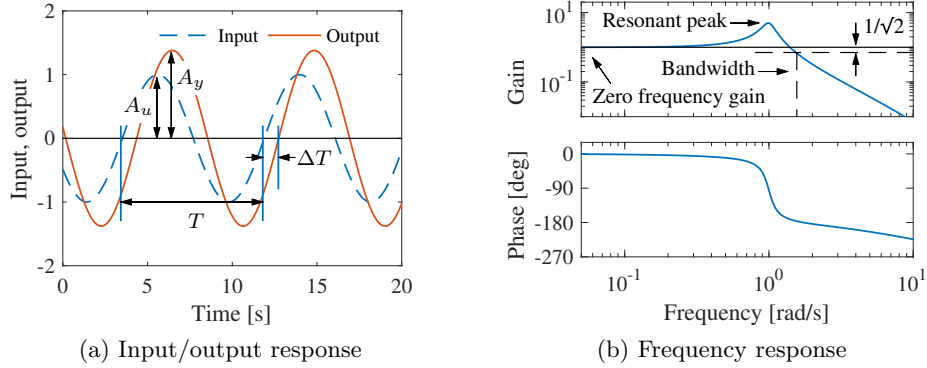 2
Input
Output
1
A_y
A_u
0
ΔT
-1
T
-2
0
5
10
15
20
Input, output
Time [s]
(a) Input/output response
10^1
Resonant peak
1/√2
10^-1
Bandwidth
Zero frequency gain
Gain
0
-90
-180
-270
Phase [deg]
10^-1
10^0
10^1
Frequency [rad/s]
(b) Frequency response